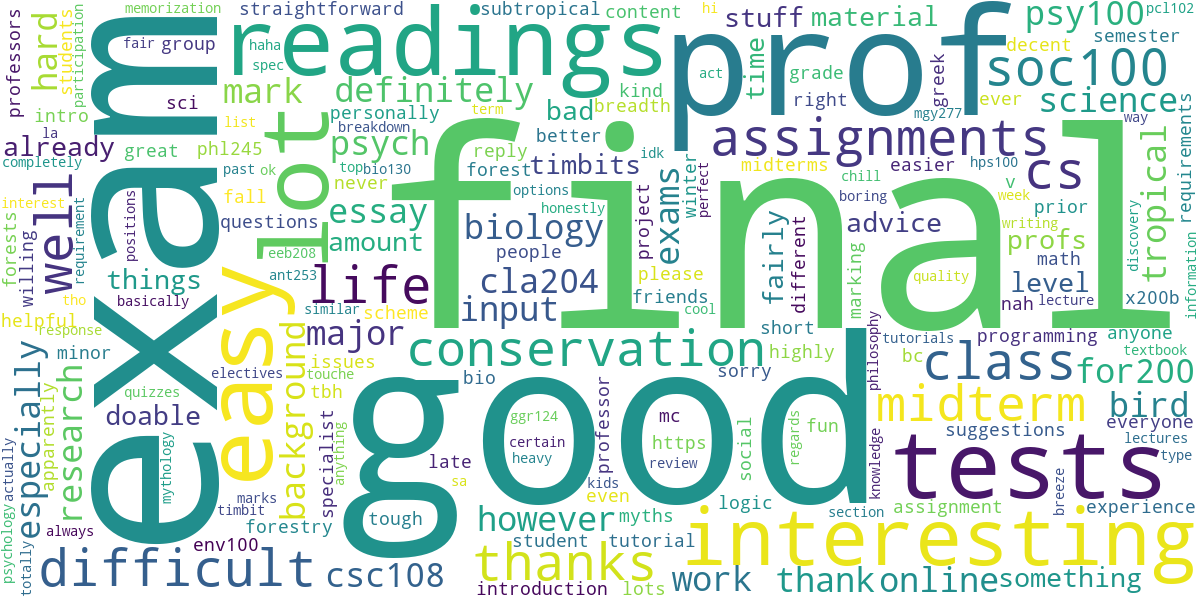 final
good
exam
prof
readings
tests
interesting
easy
lot
difficult
assignments
conservation
midterm
class
cs
soc100
psy100
life
well
thanks
psych
mark
definitely
hard
science
tropical
biology
cla204
input
essay
amount
major
background
research
especially
things
doable
csc108
however
work
thank
online
something
bird
for200
level
profs
advice
fairly
exams
timbits
bad
material
stuff
time
already
straightforward
memorization
subtropical
content
hi
pcl102
decent
semester
professors
students
participation
fair
group
haha
spec
sci
intro
la
completely
great
phl245
list
personally
breakdown
term
kind
breadth
better
act
grade
right
greek
ever
mgy277
way
requirements
past
top
bio130
ok
reply
forest
idk
winter
midterms
easier
hps100
never
options
perfect
chill
boring
v
week
prior
interest
fall
questions
honestly
project
writing
discovery
forests
willing
requirement
positions
eeb208
ant253
people
please
different
marking
quality
math
nah
lecture
x200b
information
tho
basically
similar
scheme
friends
cool
helpful
response
minor
issues
short
philosophy
tutorials
programming
anyone
textbook
bc
electives
touche
tbh
bio
sorry
highly
quizzes
apparently
specialist
anything
ggr124
certain
heavy
professor
mc
https
review
social
regards
fun
suggestions
everyone
lectures
type
mythology
late
sa
kids
even
logic
knowledge
breeze
actually
psychology
marks
timbit
tough
myths
section
assignment
experience
always
totally
env100
forestry
student
tutorial
introduction
lots